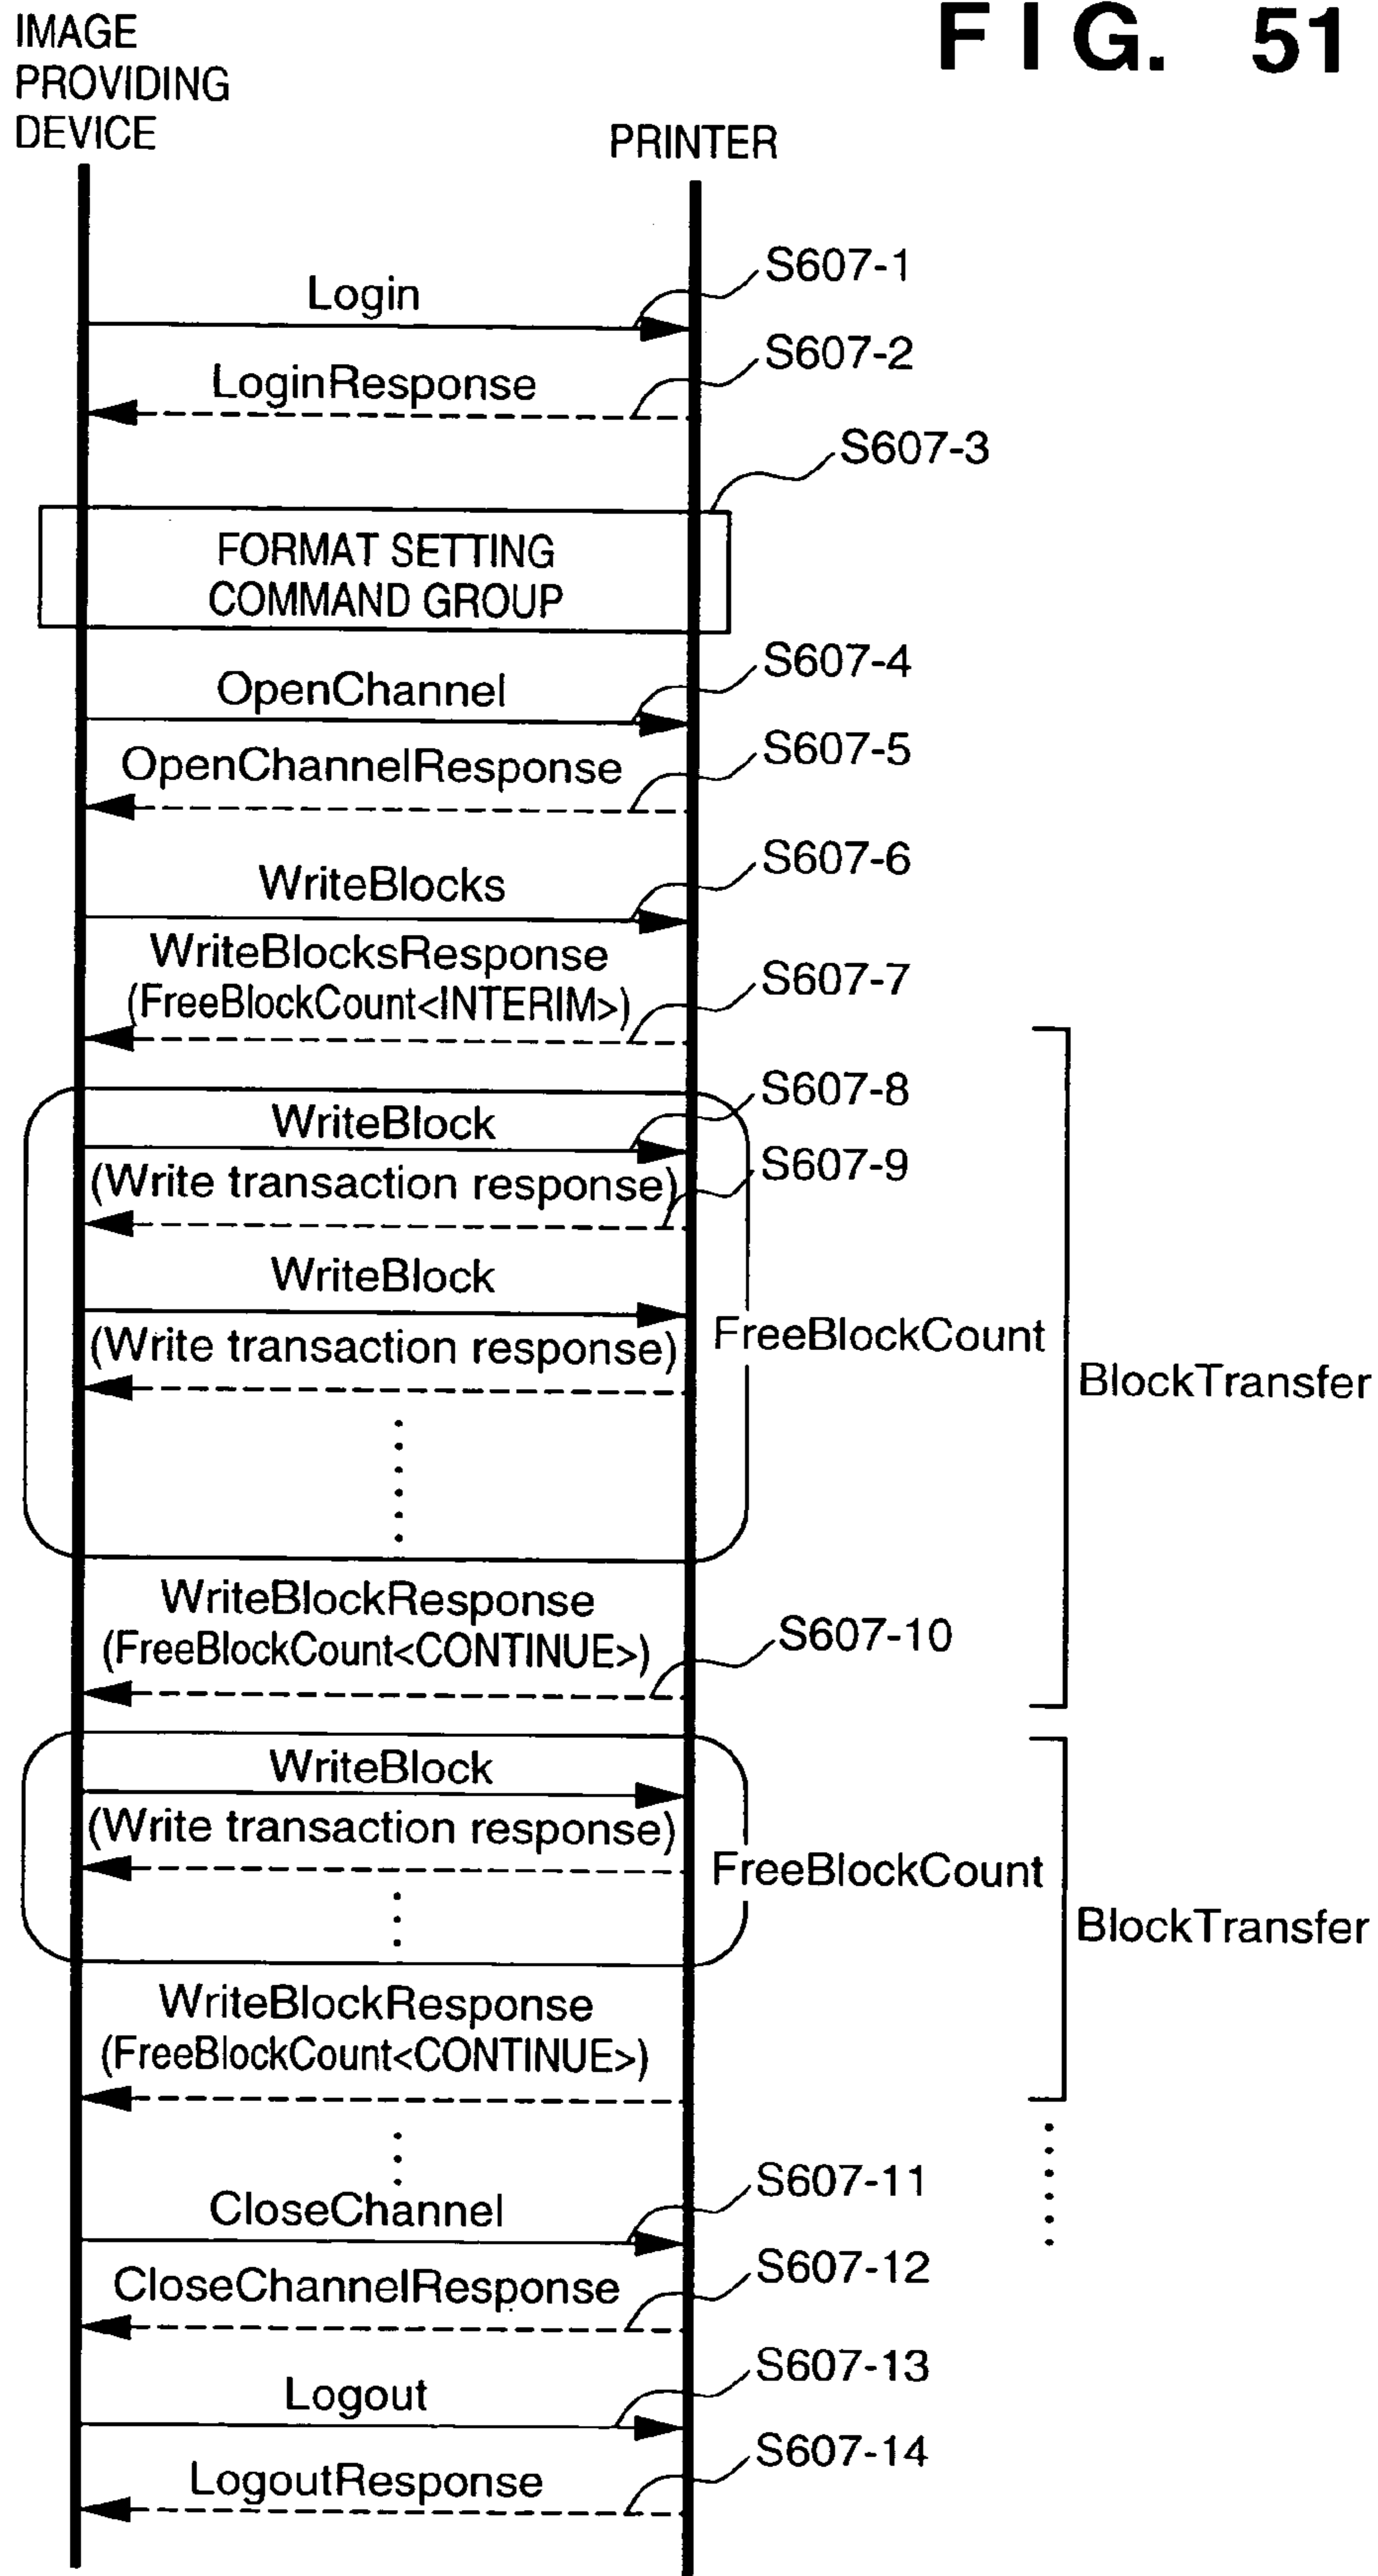 FIG. 51
IMAGE
PROVIDING
DEVICE
PRINTER
Login
S607-1
LoginResponse
S607-2
S607-3
FORMAT SETTING
COMMAND GROUP
OpenChannel
S607-4
OpenChannelResponse
S607-5
WriteBlocks
S607-6
WriteBlocksResponse
(FreeBlockCount<INTERIM>)
S607-7
WriteBlock
S607-8
(Write transaction response)
S607-9
WriteBlock
(Write transaction response)
FreeBlockCount
BlockTransfer
WriteBlockResponse
(FreeBlockCount<CONTINUE>)
S607-10
WriteBlock
(Write transaction response)
FreeBlockCount
BlockTransfer
WriteBlockResponse
(FreeBlockCount<CONTINUE>)
CloseChannel
S607-11
CloseChannelResponse
S607-12
Logout
S607-13
LogoutResponse
S607-14